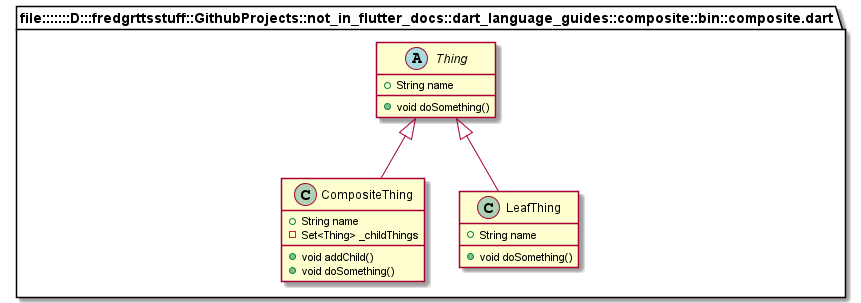 file:::::::D:::fredgrttsstuff::GithubProjects::not_in_flutter_docs::dart_language_guides::composite::bin::composite.dart
A Thing
String name
void doSomething()
C CompositeThing
String name
Set<Thing> _childThings
void addChild()
void doSomething()
C LeafThing
String name
void doSomething()